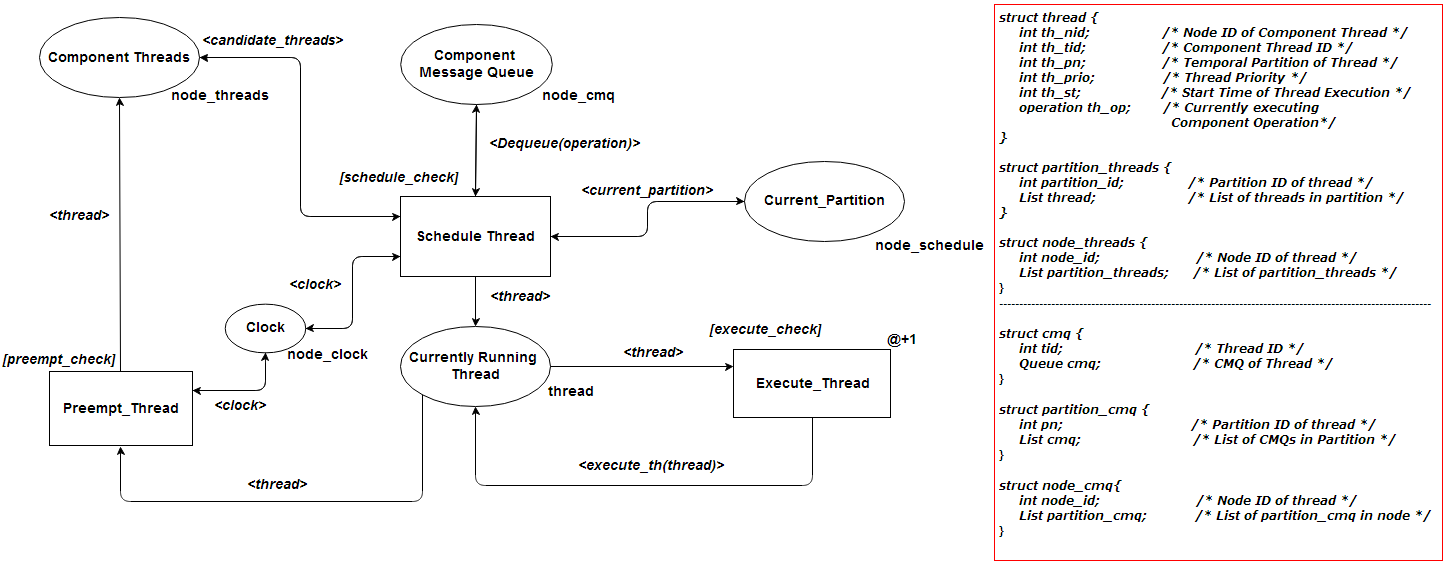 <candidate_threads>
Component Threads
node_threads
Component
Message Queue
node_cmq
<Dequeue(operation)>
[schedule_check]
<current_partition>
Current_Partition
node_schedule
Schedule Thread
<thread>
<clock>
<thread>
Clock
node_clock
[preempt_check]
Preempt_Thread
<clock>
Currently Running
Thread
thread
[execute_check]
@+1
<thread>
Execute_Thread
<execute_th(thread)>
<thread>
struct thread {
int th_nid; /* Node ID of Component Thread */
int th_tid; /* Component Thread ID */
int th_pn; /* Temporal Partition of Thread */
int th_prio; /* Thread Priority */
int th_st; /* Start Time of Thread Execution */
operation th_op; /* Currently executing
Component Operation*/
}
struct partition_threads {
int partition_id; /* Partition ID of thread */
List thread; /* List of threads in partition */
}
struct node_threads {
int node_id; /* Node ID of thread */
List partition_threads; /* List of partition_threads */
}
struct cmq {
int tid; /* Thread ID */
Queue cmq; /* CMQ of Thread */
}
struct partition_cmq {
int pn; /* Partition ID of thread */
List cmq; /* List of CMQs in Partition */
}
struct node_cmq{
int node_id; /* Node ID of thread */
List partition_cmq; /* List of partition_cmq in node */
}